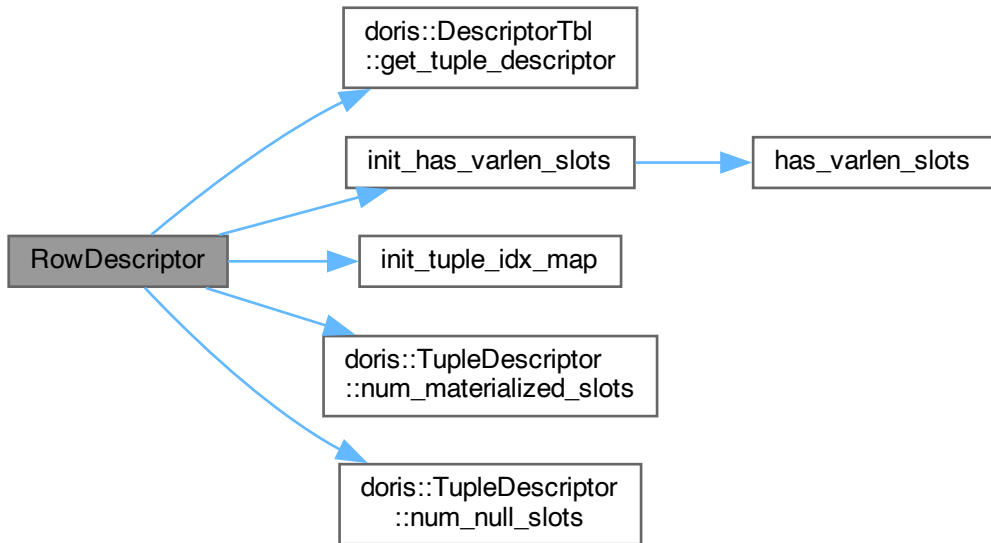 doris::DescriptorTbl
::get_tuple_descriptor
init_has_varlen_slots
has_varlen_slots
RowDescriptor
init_tuple_idx_map
doris::TupleDescriptor
::num_materialized_slots
doris::TupleDescriptor
::num_null_slots